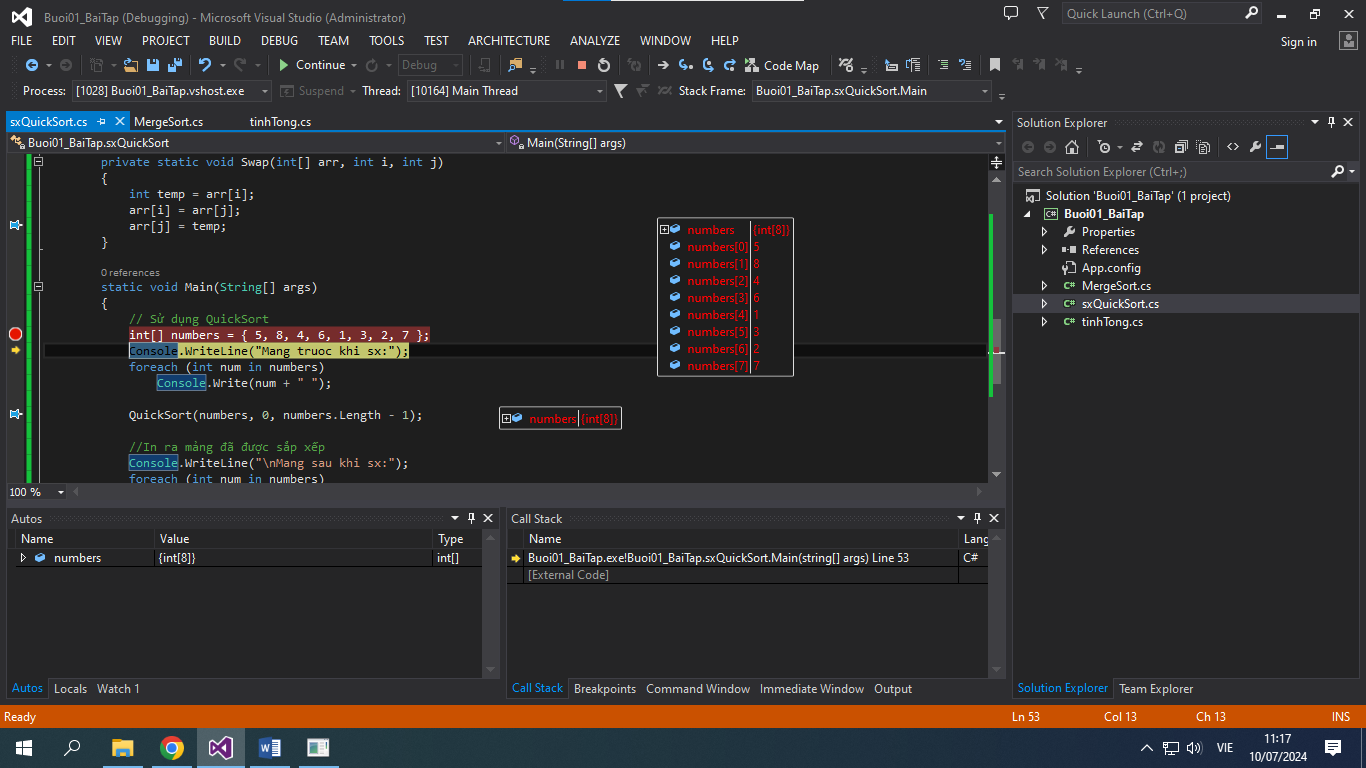 Buoi01_BaiTap (Debugging) - Microsoft Visual Studio (Administrator)
Quick Launch (Ctrl+Q)
FILE EDIT VIEW PROJECT BUILD DEBUG TEAM TOOLS TEST ARCHITECTURE ANALYZE WINDOW HELP
Sign in
Continue Debug Code Map
Process: [1028] Buoi01_BaiTap.vshost.exe Suspend Thread: [10164] Main Thread Stack Frame: Buoi01_BaiTap.sxQuickSort.Main
sxQuickSort.cs MergeSort.cs tinhTong.cs
Buoi01_BaiTap.sxQuickSort Main(String[] args)
private static void Swap(int[] arr, int i, int j)
{
int temp = arr[i];
arr[i] = arr[j];
arr[j] = temp;
}
0 references
static void Main(String[] args)
{
// Sử dụng QuickSort
int[] numbers = { 5, 8, 4, 6, 1, 3, 2, 7 };
Console.WriteLine("Mang truoc khi sx:");
foreach (int num in numbers)
Console.Write(num + " ");
QuickSort(numbers, 0, numbers.Length - 1);
//In ra mảng đã được sắp xếp
Console.WriteLine("\nMang sau khi sx:");
foreach (int num in numbers)
numbers {int[8]}
numbers[0] 5
numbers[1] 8
numbers[2] 4
numbers[3] 6
numbers[4] 1
numbers[5] 3
numbers[6] 2
numbers[7] 7
numbers {int[8]}
100 %
Solution Explorer
Search Solution Explorer (Ctrl+;)
Solution 'Buoi01_BaiTap' (1 project)
Buoi01_BaiTap
Properties
References
App.config
MergeSort.cs
sxQuickSort.cs
tinhTong.cs
Autos
Name Value Type
numbers {int[8]} int[]
Autos Locals Watch 1
Call Stack
Name Lang
Buoi01_BaiTap.exe!Buoi01_BaiTap.sxQuickSort.Main(string[] args) Line 53 C#
[External Code]
Call Stack Breakpoints Command Window Immediate Window Output
Solution Explorer Team Explorer
Ready Ln 53 Col 13 Ch 13 INS
VIE
11:17
10/07/2024